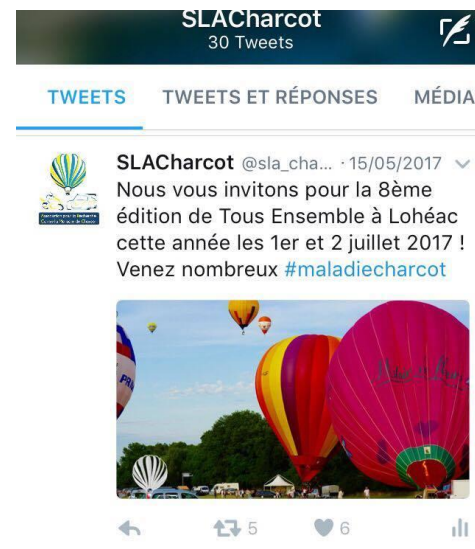 SLACharcot
30 Tweets
TWEETS TWEETS ET RÉPONSES MÉDIA
SLACharcot @sla_cha... · 15/05/2017
Nous vous invitons pour la 8ème
édition de Tous Ensemble à Lohéac
cette année les 1er et 2 juillet 2017 !
Venez nombreux #maladiecharcot
5 6